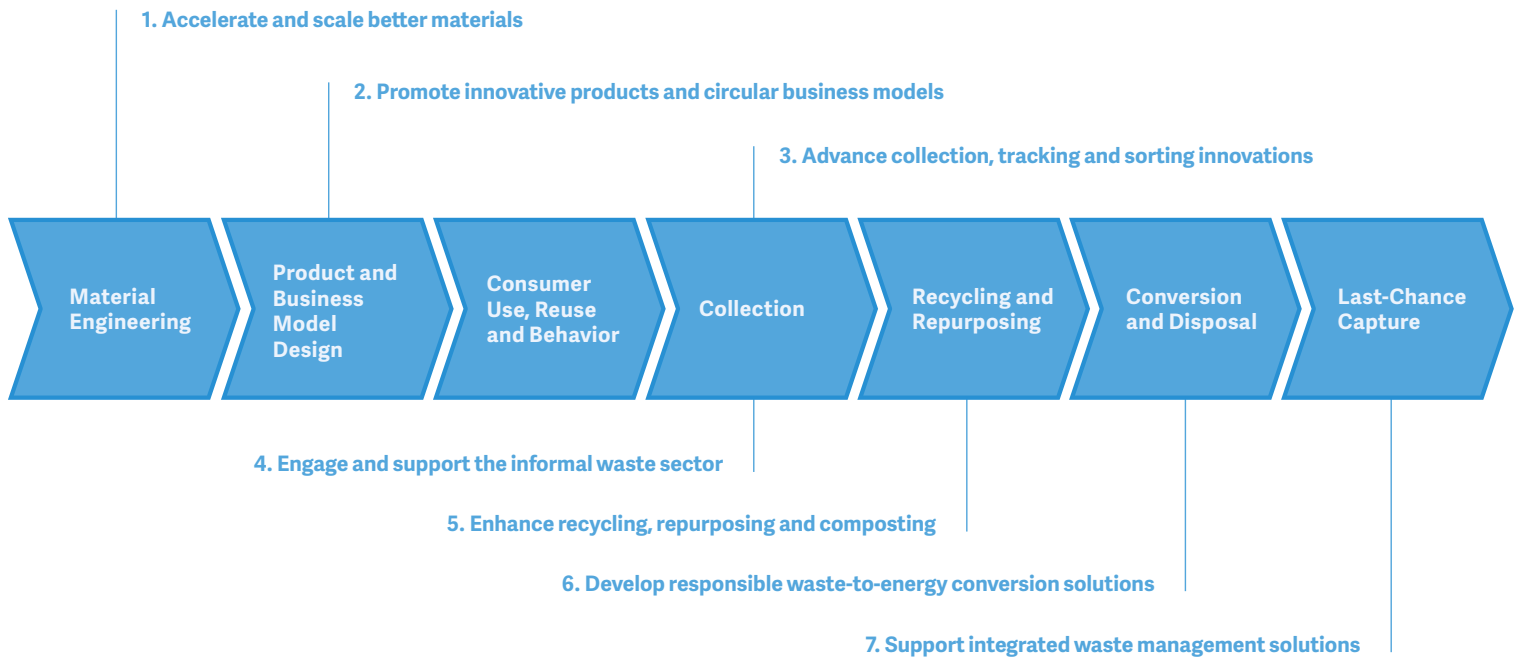 1. Accelerate and scale better materials
2. Promote innovative products and circular business models
3. Advance collection, tracking and sorting innovations
Material
Engineering
Product and
Business
Model
Design
Consumer
Use, Reuse
and Behavior
Collection
Recycling and
Repurposing
Conversion
and Disposal
Last-Chance
Capture
4. Engage and support the informal waste sector
5. Enhance recycling, repurposing and composting
6. Develop responsible waste-to-energy conversion solutions
7. Support integrated waste management solutions